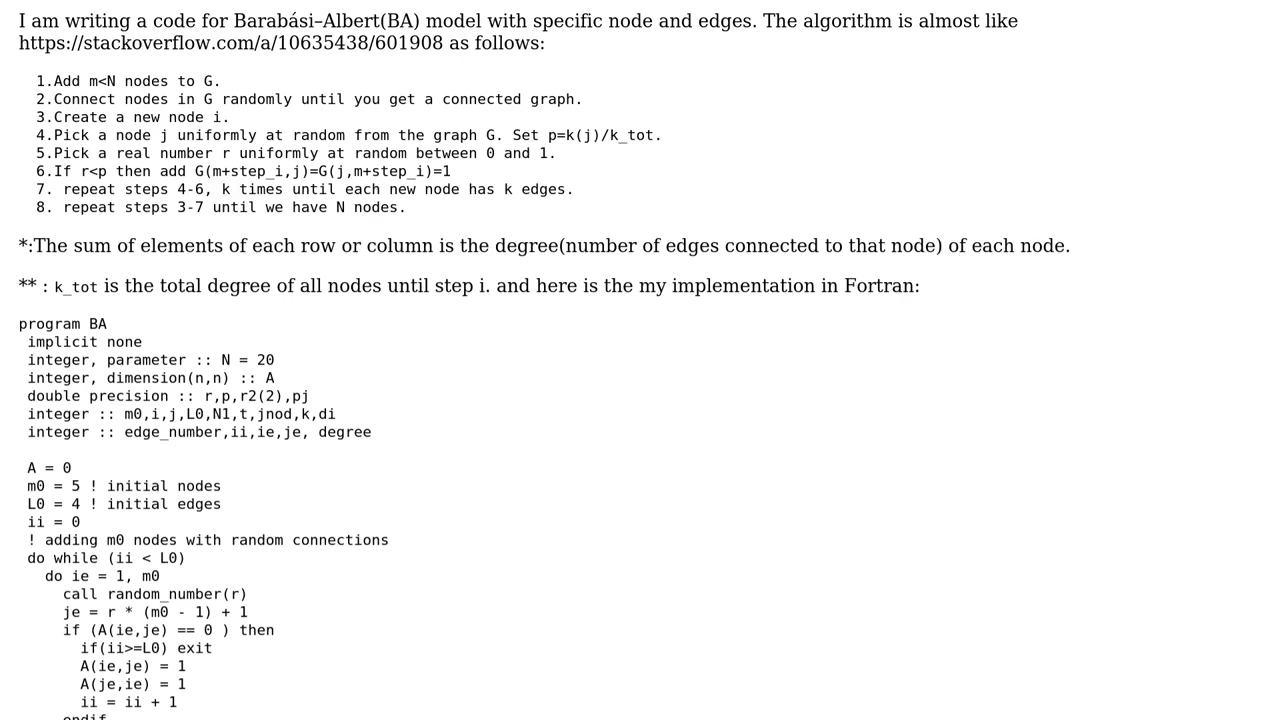 I am writing a code for Barabási–Albert(BA) model with specific node and edges. The algorithm is almost like
https://stackoverflow.com/a/10635438/601908 as follows:
1.Add m<N nodes to G.
2.Connect nodes in G randomly until you get a connected graph.
3.Create a new node i.
4.Pick a node j uniformly at random from the graph G. Set p=k(j)/k_tot.
5.Pick a real number r uniformly at random between 0 and 1.
6.If r<p then add G(m+step_i,j)=G(j,m+step_i)=1
7. repeat steps 4-6, k times until each new node has k edges.
8. repeat steps 3-7 until we have N nodes.
*:The sum of elements of each row or column is the degree(number of edges connected to that node) of each node.
** : k_tot is the total degree of all nodes until step i. and here is the my implementation in Fortran:
program BA
implicit none
integer, parameter :: N = 20
integer, dimension(n,n) :: A
double precision :: r,p,r2(2),pj
integer :: m0,i,j,L0,N1,t,jnod,k,di
integer :: edge_number,ii,ie,je, degree
A = 0
m0 = 5 ! initial nodes
L0 = 4 ! initial edges
ii = 0
! adding m0 nodes with random connections
do while (ii < L0)
do ie = 1, m0
call random_number(r)
je = r * (m0 - 1) + 1
if (A(ie,je) == 0 ) then
if(ii>=L0) exit
A(ie,je) = 1
A(je,ie) = 1
ii = ii + 1
endif